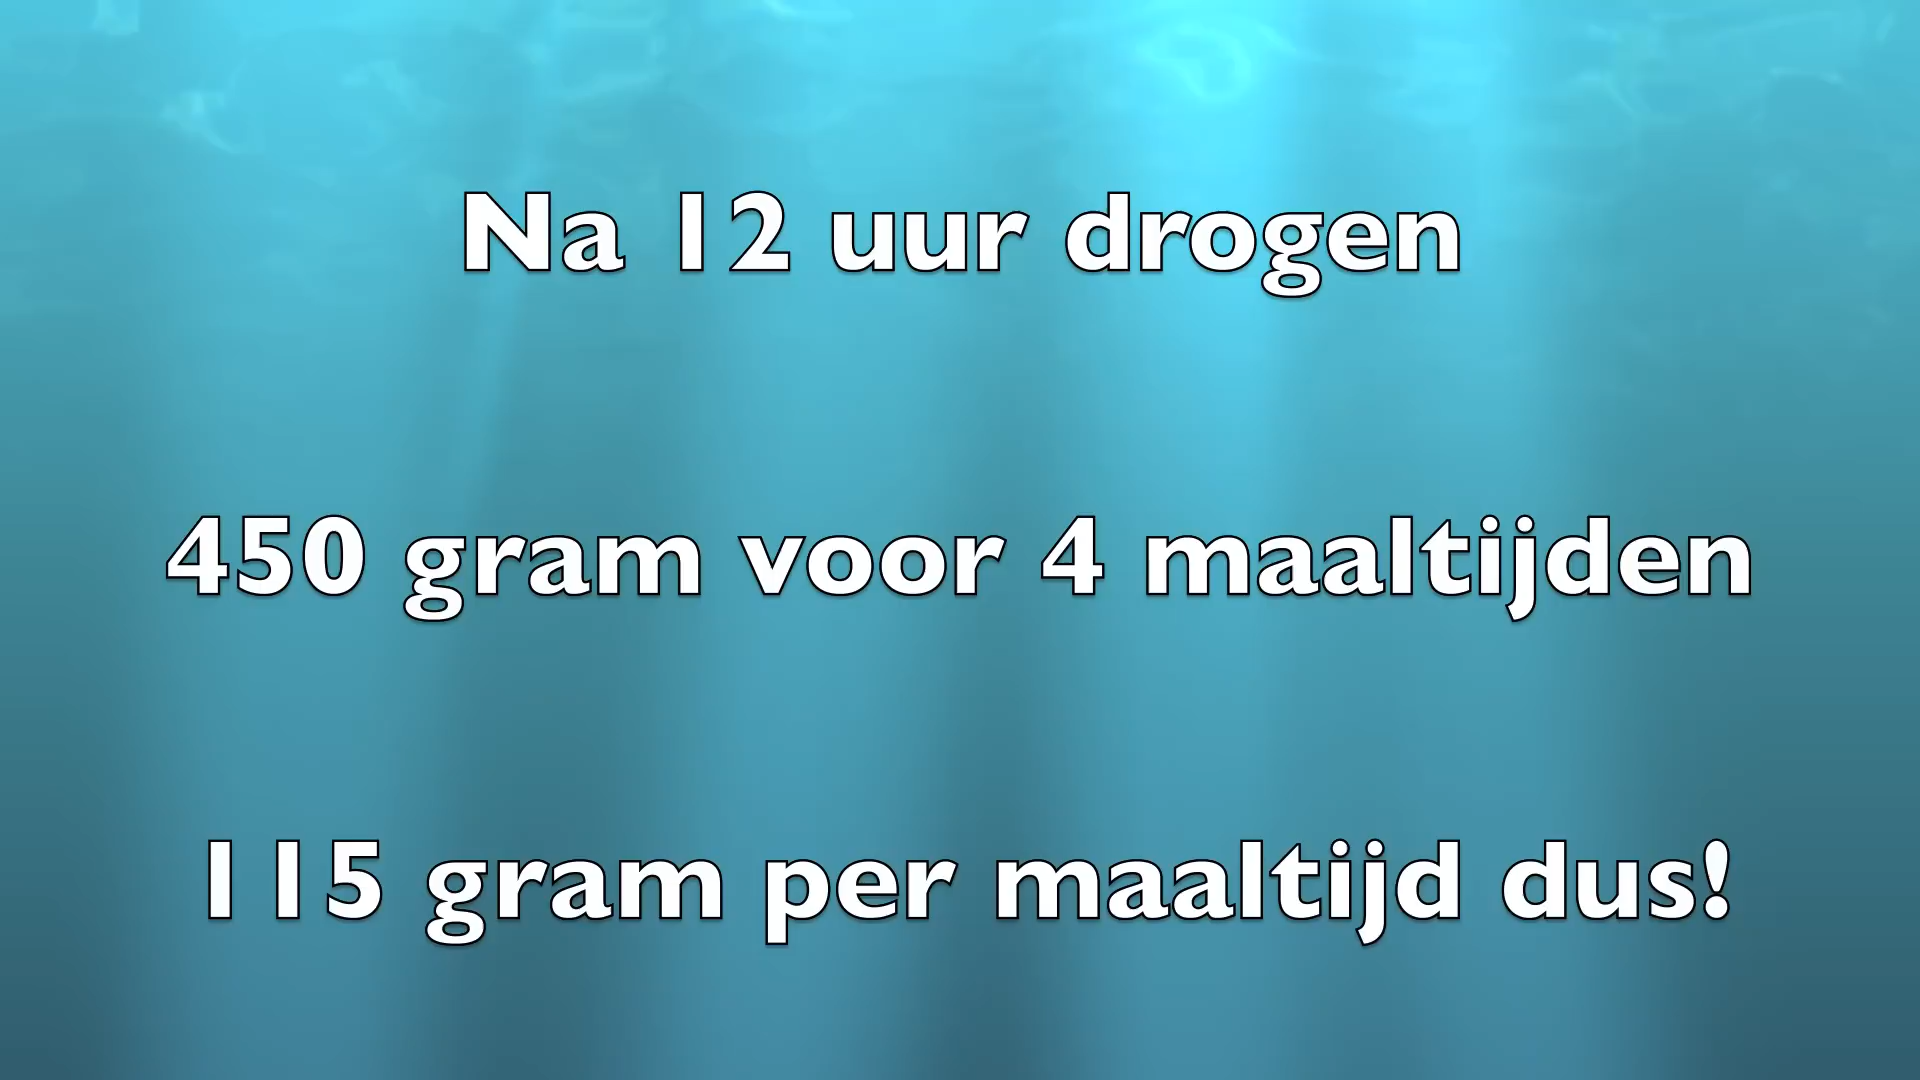 Na 12 uur drogen
450 gram voor 4 maaltijden
115 gram per maaltijd dus!